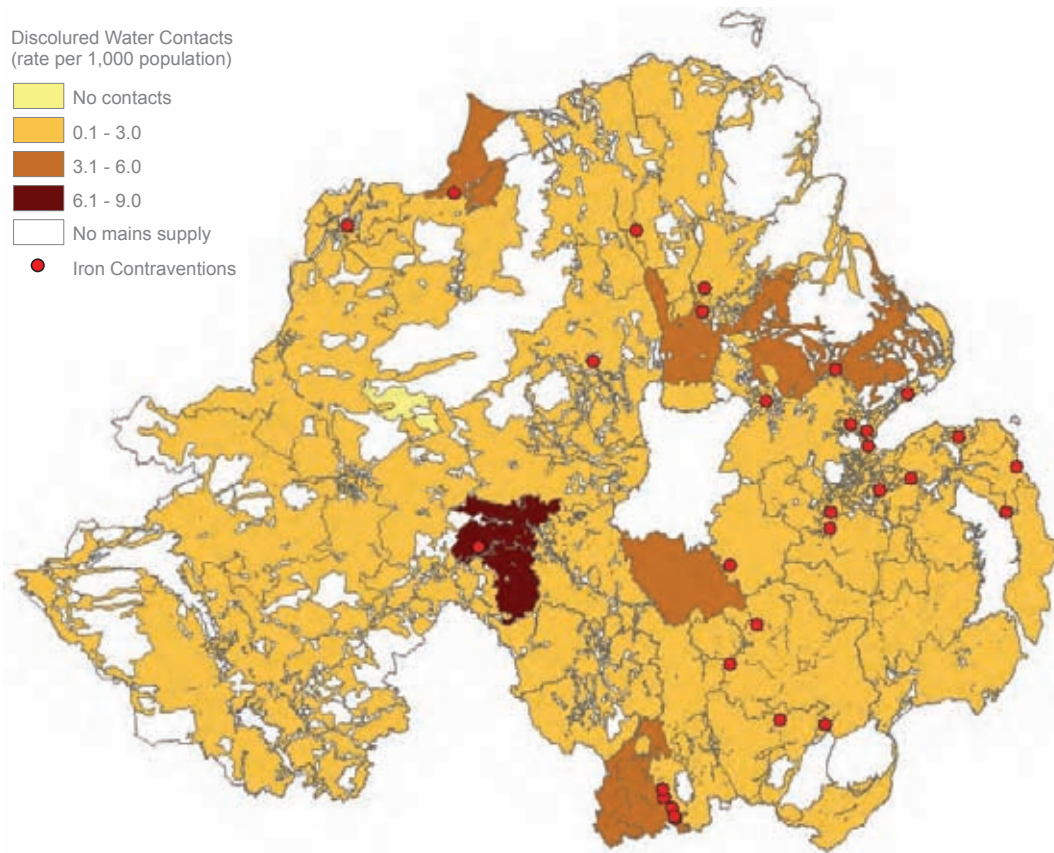 Discolured Water Contacts
(rate per 1,000 population)
No contacts
0.1 - 3.0
3.1 - 6.0
6.1 - 9.0
No mains supply
Iron Contraventions